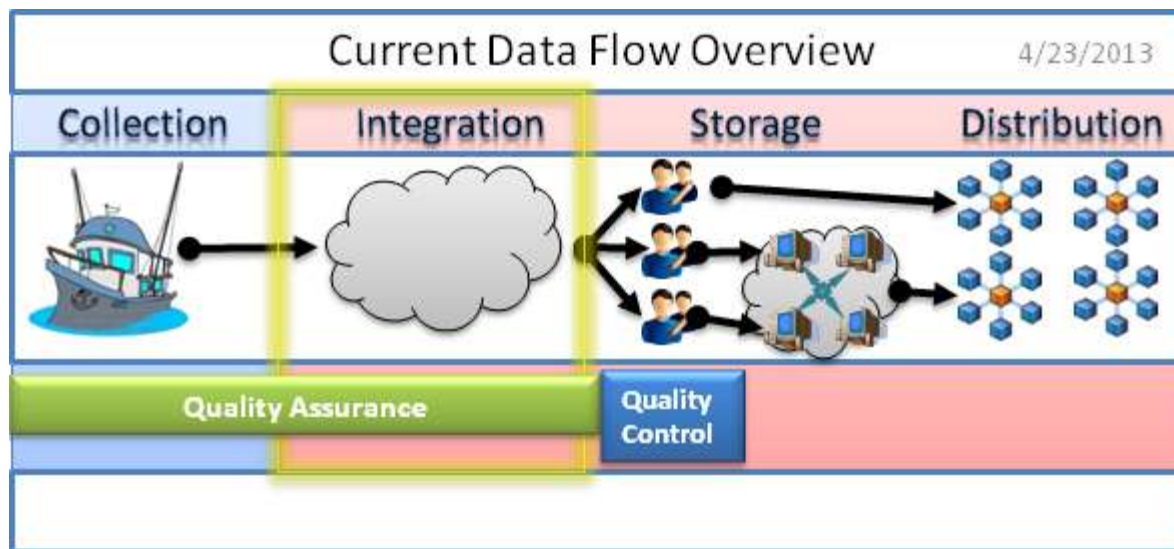 Current Data Flow Overview
4/23/2013
Collection
Integration
Storage
Distribution
Quality Assurance
Quality
Control